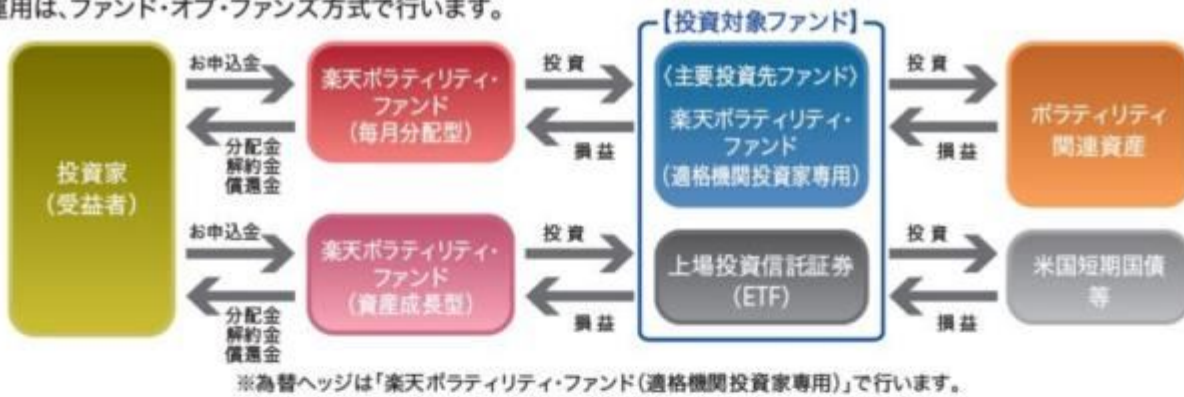 運用は、ファンド・オブ・ファンズ方式で行います。
【投資対象ファンド】
投資家
(受益者)
お申込金
分配金
解約金
償還金
楽天ボラティリティ・
ファンド
(毎月分配型)
投資
損益
〈主要投資先ファンド〉
楽天ボラティリティ・
ファンド
(適格機関投資家専用)
投資
損益
ボラティリティ
関連資産
お申込金
分配金
解約金
償還金
楽天ボラティリティ・
ファンド
(資産成長型)
投資
損益
上場投資信託証券
(ETF)
投資
損益
米国短期国債
等
※為替ヘッジは「楽天ボラティリティ・ファンド(適格機関投資家専用)」で行います。